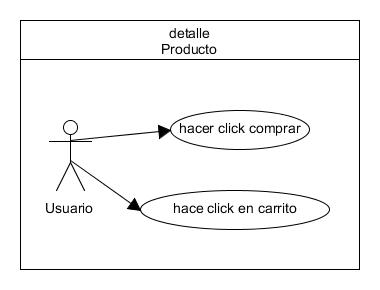 detalle
Producto
hacer click comprar
Usuario
hace click en carrito